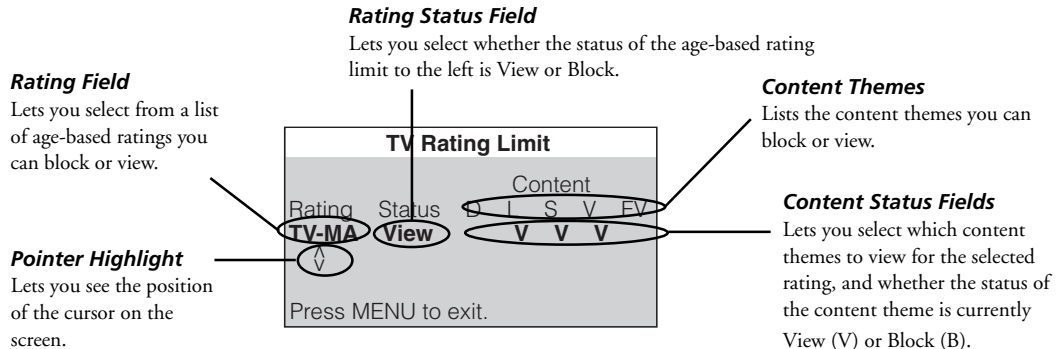 Rating Status Field
Lets you select whether the status of the age-based rating
limit to the left is View or Block.
Rating Field
Lets you select from a list
of age-based ratings you
can block or view.
Pointer Highlight
Lets you see the position
of the cursor on the
screen.
TV Rating Limit
Content
Rating Status D L S V FV
TV-MA View V V V
Press MENU to exit.
Content Themes
Lists the content themes you can
block or view.
Content Status Fields
Lets you select which content
themes to view for the selected
rating, and whether the status of
the content theme is currently
View (V) or Block (B).